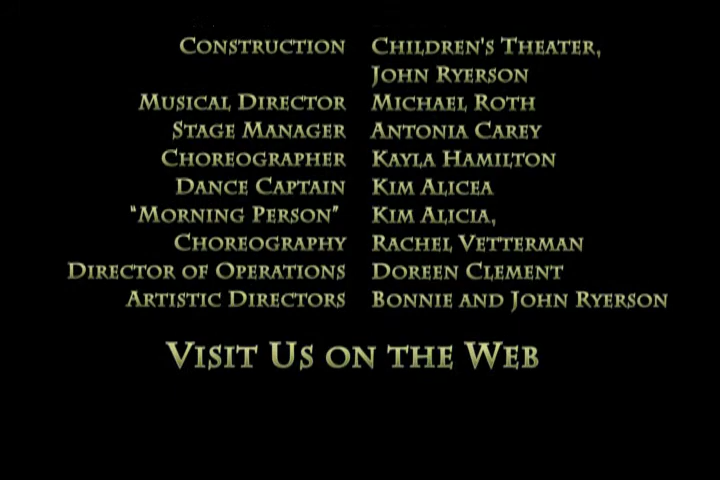 Construction Children's Theater,
John Ryerson
Musical Director Michael Roth
Stage Manager Antonia Carey
Choreographer Kayla Hamilton
Dance Captain Kim Alicea
"Morning Person" Kim Alicia,
Choreography Rachel Vetterman
Director of Operations Doreen Clement
Artistic Directors Bonnie and John Ryerson
Visit Us on the Web